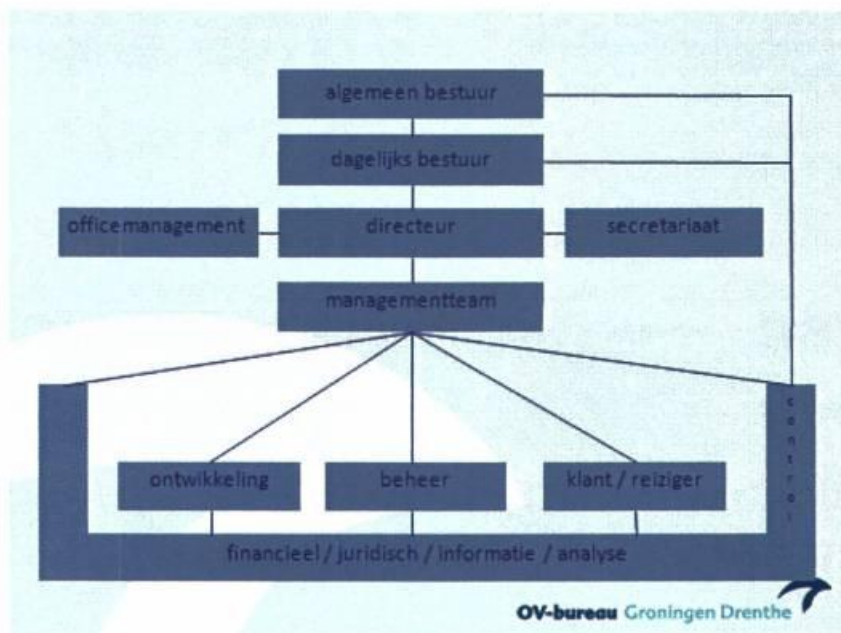 algemeen bestuur
dagelijks bestuur
officemanagement
directeur
secretariaat
managementteam
control
ontwikkeling
beheer
klant / reiziger
financieel / juridisch / informatie / analyse
OV-bureau Groningen Drenthe